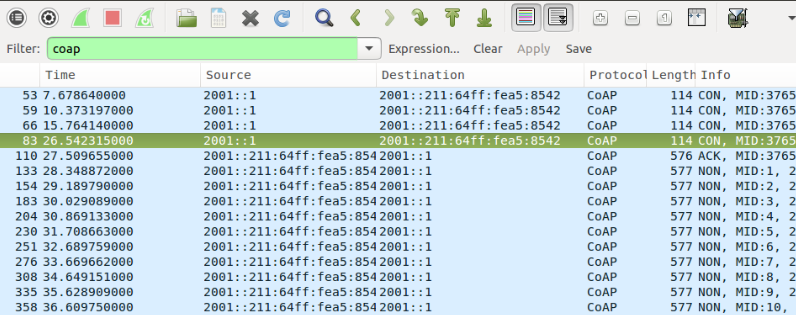 Filter: coap Expression... Clear Apply Save
Time Source Destination Protocol Length Info
53 7.678640000 2001::1 2001::211:64ff:fea5:8542 CoAP 114 CON, MID:3765
59 10.373197000 2001::1 2001::211:64ff:fea5:8542 CoAP 114 CON, MID:3765
66 15.764140000 2001::1 2001::211:64ff:fea5:8542 CoAP 114 CON, MID:3765
83 26.542315000 2001::1 2001::211:64ff:fea5:8542 CoAP 114 CON, MID:3765
110 27.509655000 2001::211:64ff:fea5:854 2001::1 CoAP 576 ACK, MID:3765
133 28.348872000 2001::211:64ff:fea5:854 2001::1 CoAP 577 NON, MID:1, 2
154 29.189790000 2001::211:64ff:fea5:854 2001::1 CoAP 577 NON, MID:2, 2
183 30.029089000 2001::211:64ff:fea5:854 2001::1 CoAP 577 NON, MID:3, 2
204 30.869133000 2001::211:64ff:fea5:854 2001::1 CoAP 577 NON, MID:4, 2
230 31.708663000 2001::211:64ff:fea5:854 2001::1 CoAP 577 NON, MID:5, 2
251 32.689759000 2001::211:64ff:fea5:854 2001::1 CoAP 577 NON, MID:6, 2
276 33.669662000 2001::211:64ff:fea5:854 2001::1 CoAP 577 NON, MID:7, 2
308 34.649151000 2001::211:64ff:fea5:854 2001::1 CoAP 577 NON, MID:8, 2
335 35.628909000 2001::211:64ff:fea5:854 2001::1 CoAP 577 NON, MID:9, 2
358 36.609750000 2001::211:64ff:fea5:854 2001::1 CoAP 577 NON, MID:10,